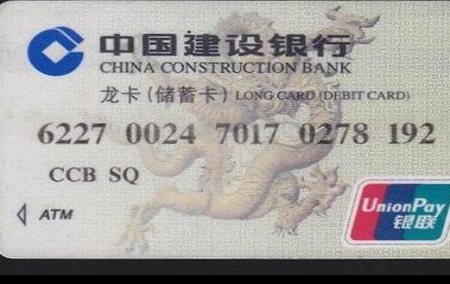 中国建设银行
CHINA CONSTRUCTION BANK
龙卡(储蓄卡) LONG CARD (DEBIT CARD)
6227 0024 7017 0278 192
CCB SQ
ATM
UnionPay
银联